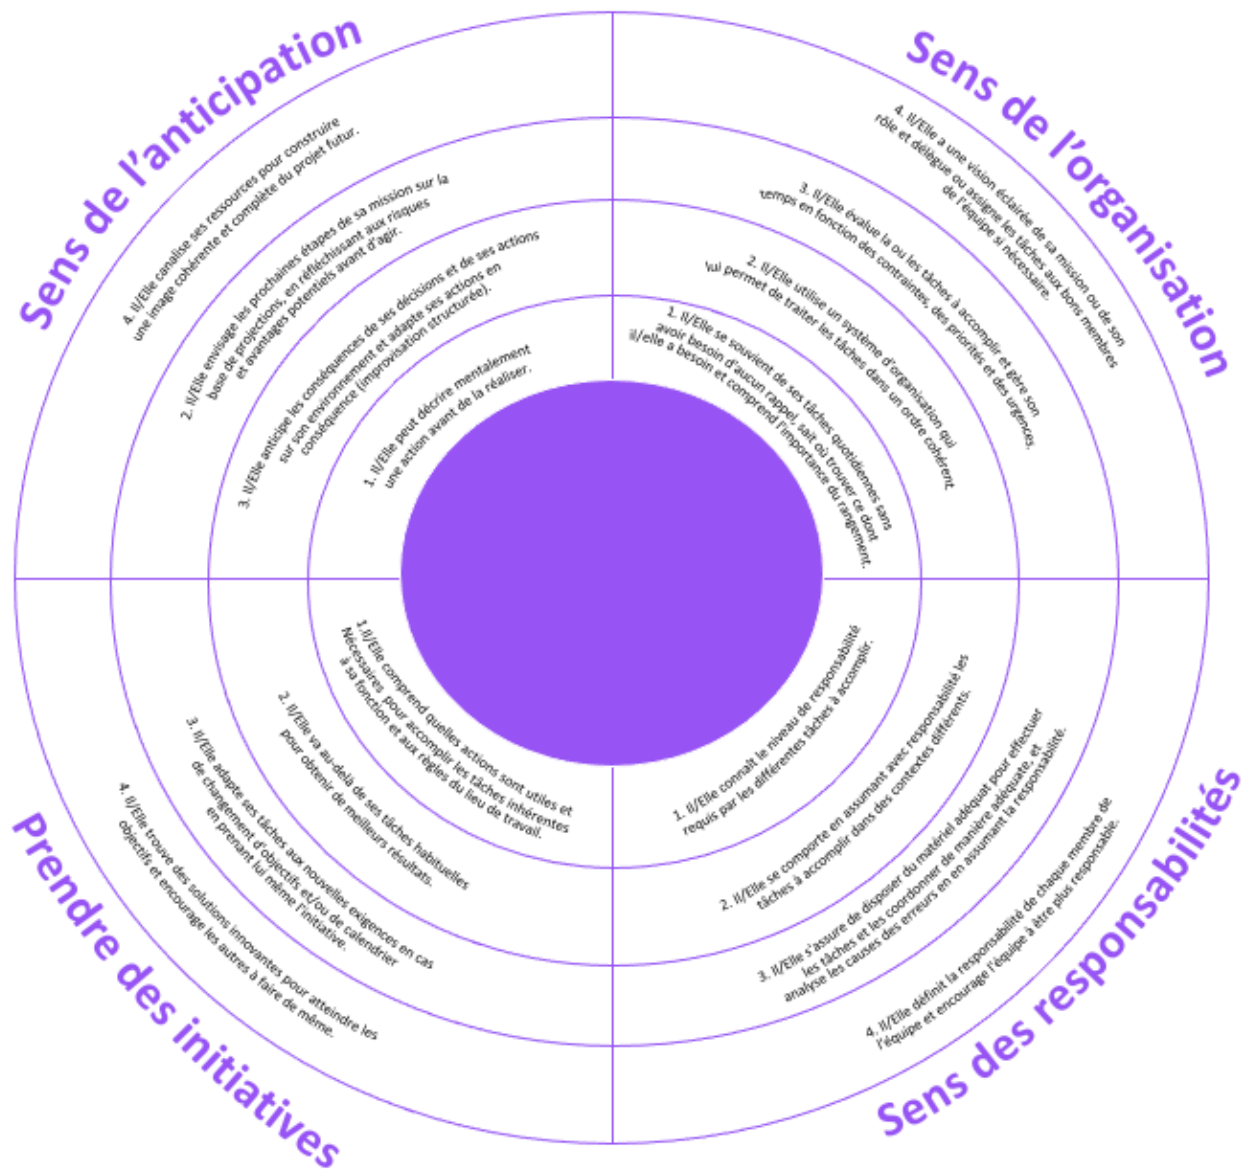 Sens de l'anticipation
4. Il/Elle canalise ses ressources pour construire
une image cohérente et complète du projet futur.
2. Il/Elle envisage les prochaines étapes de sa mission sur la
base de projections, en réfléchissant aux risques
et avantages potentiels avant d'agir.
3. Il/Elle anticipe les conséquences de ses décisions et de ses actions
sur son environnement et adapte ses actions en
conséquence (improvisation structurée).
1. Il/Elle peut décrire mentalement
une action avant de la réaliser.
Sens de l'organisation
4. Il/Elle a une vision éclairée de sa mission ou de son
rôle et délègue ou assigne les tâches aux bons membres
de l'équipe si nécessaire.
3. Il/Elle évalue la ou les tâches à accomplir et gère son
temps en fonction des contraintes, des priorités et des urgences.
2. Il/Elle utilise un système d'organisation qui
qui permet de traiter les tâches dans un ordre cohérent
1. Il/Elle se souvient de ses tâches quotidiennes sans
avoir besoin d'aucun rappel, sait où trouver ce dont
il/elle a besoin et comprend l'importance du rangement.
Prendre des initiatives
1.Il/Elle comprend quelles actions sont utiles et
Nécessaires pour accomplir les tâches inhérentes
à sa fonction et aux règles du lieu de travail.
2. Il/Elle va au-delà de ses tâches habituelles
pour obtenir de meilleurs résultats.
3. Il/Elle adapte ses tâches aux nouvelles exigences en cas
de changement d'objectifs et/ou de calendrier
en prenant lui même l'initiative.
4. Il/Elle trouve des solutions innovantes pour atteindre les
objectifs et encourage les autres à faire de même.
Sens des responsabilités
1. Il/Elle connaît le niveau de responsabilité
requis par les différentes tâches à accomplir.
2. Il/Elle se comporte en assumant avec responsabilité les
tâches à accomplir dans des contextes différents.
3. Il/Elle s'assure de disposer du matériel adéquat pour effectuer
les tâches et les coordonner de manière adéquate, et
analyse les causes des erreurs en en assumant la responsabilité.
4. Il/Elle définit la responsabilité de chaque membre de
l'équipe et encourage l'équipe à être plus responsable.